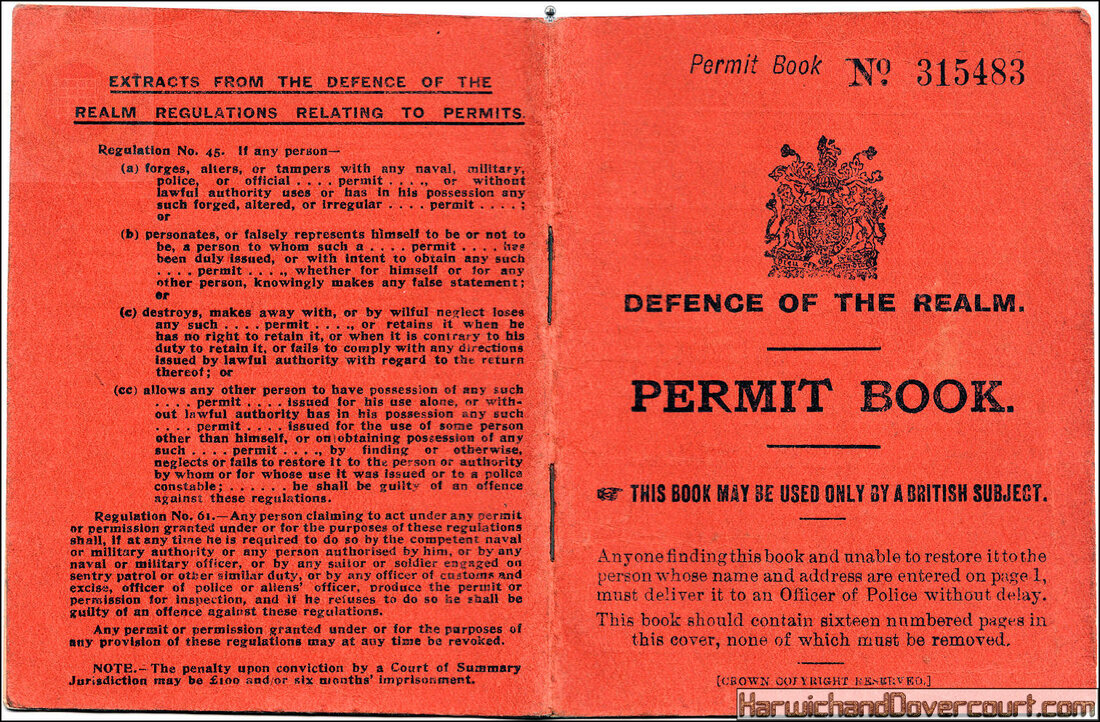 EXTRACTS FROM THE DEFENCE OF THE
REALM REGULATIONS RELATING TO PERMITS.
Regulation No. 45. If any person—
(a) forges, alters, or tampers with any naval, military,
police, or official . . . . permit . . . ., or without
lawful authority uses or has in his possession any
such forged, altered, or irregular . . . . permit . . . . ;
or
(b) personates, or falsely represents himself to be or not to
be, a person to whom such a . . . . permit . . . . has
been duly issued, or with intent to obtain any such
. . . . permit . . . ., whether for himself or for any
other person, knowingly makes any false statement;
or
(c) destroys, makes away with, or by wilful neglect loses
any such . . . . permit . . . ., or retains it when he
has no right to retain it, or when it is contrary to his
duty to retain it, or fails to comply with any directions
issued by lawful authority with regard to the return
thereof; or
(cc) allows any other person to have possession of any such
. . . . permit . . . . issued for his use alone, or with-
out lawful authority has in his possession any such
. . . . permit . . . . issued for the use of some person
other than himself, or on obtaining possession of any
such . . . . permit . . . ., by finding or otherwise,
neglects or fails to restore it to the person or authority
by whom or for whose use it was issued or to a police
constable; . . . . . . he shall be guilty of an offence
against these regulations.
Regulation No. 61.—Any person claiming to act under any permit
or permission granted under or for the purposes of these regulations
shall, if at any time he is required to do so by the competent naval
or military authority or any person authorised by him, or by any
naval or military officer, or by any sailor or soldier engaged on
sentry patrol or other similar duty, or by any officer of customs and
excise, officer of police or aliens' officer, produce the permit or
permission for inspection, and if he refuses to do so he shall be
guilty of an offence against these regulations.
Any permit or permission granted under or for the purposes of
any provision of these regulations may at any time be revoked.
NOTE.—The penalty upon conviction by a Court of Summary
Jurisdiction may be £100 and/or six months' imprisonment.
Permit Book No. 315483
DEFENCE OF THE REALM.
PERMIT BOOK.
☞ THIS BOOK MAY BE USED ONLY BY A BRITISH SUBJECT.
Anyone finding this book and unable to restore it to the
person whose name and address are entered on page 1,
must deliver it to an Officer of Police without delay.
This book should contain sixteen numbered pages in
this cover, none of which must be removed.
[CROWN COPYRIGHT RESERVED.]
HarwichandDovercourt.com